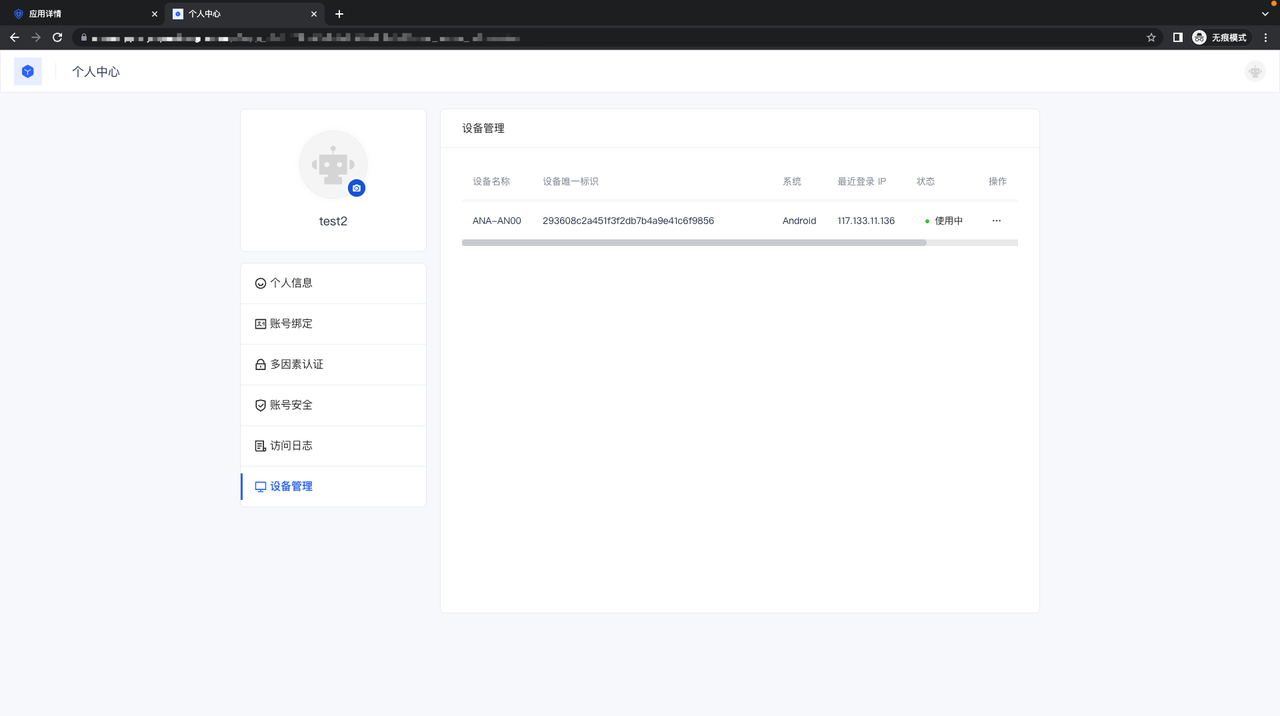 应用详情
个人中心
无痕模式
个人中心
test2
个人信息
账号绑定
多因素认证
账号安全
访问日志
设备管理
设备管理
设备名称 设备唯一标识 系统 最近登录 IP 状态 操作
ANA-AN00 293608c2a451f3f2db7b4a9e41c6f9856 Android 117.133.11.136 使用中 ···